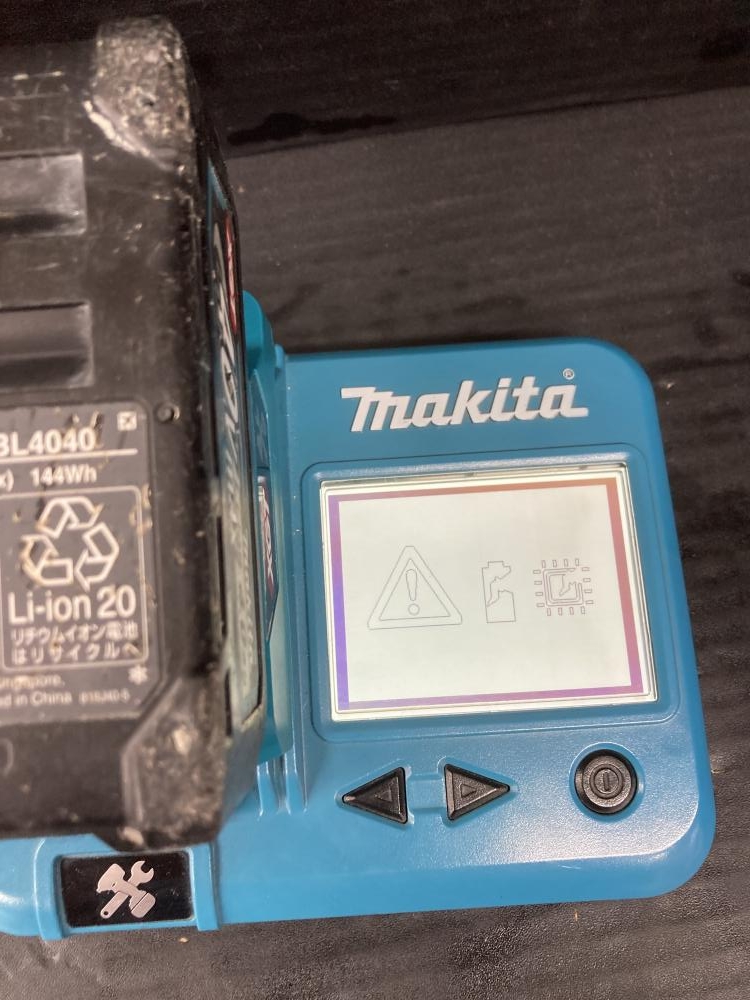 makita®
BL4040
144Wh
Li-ion 20
リチウムイオン電池
はリサイクルへ
in China